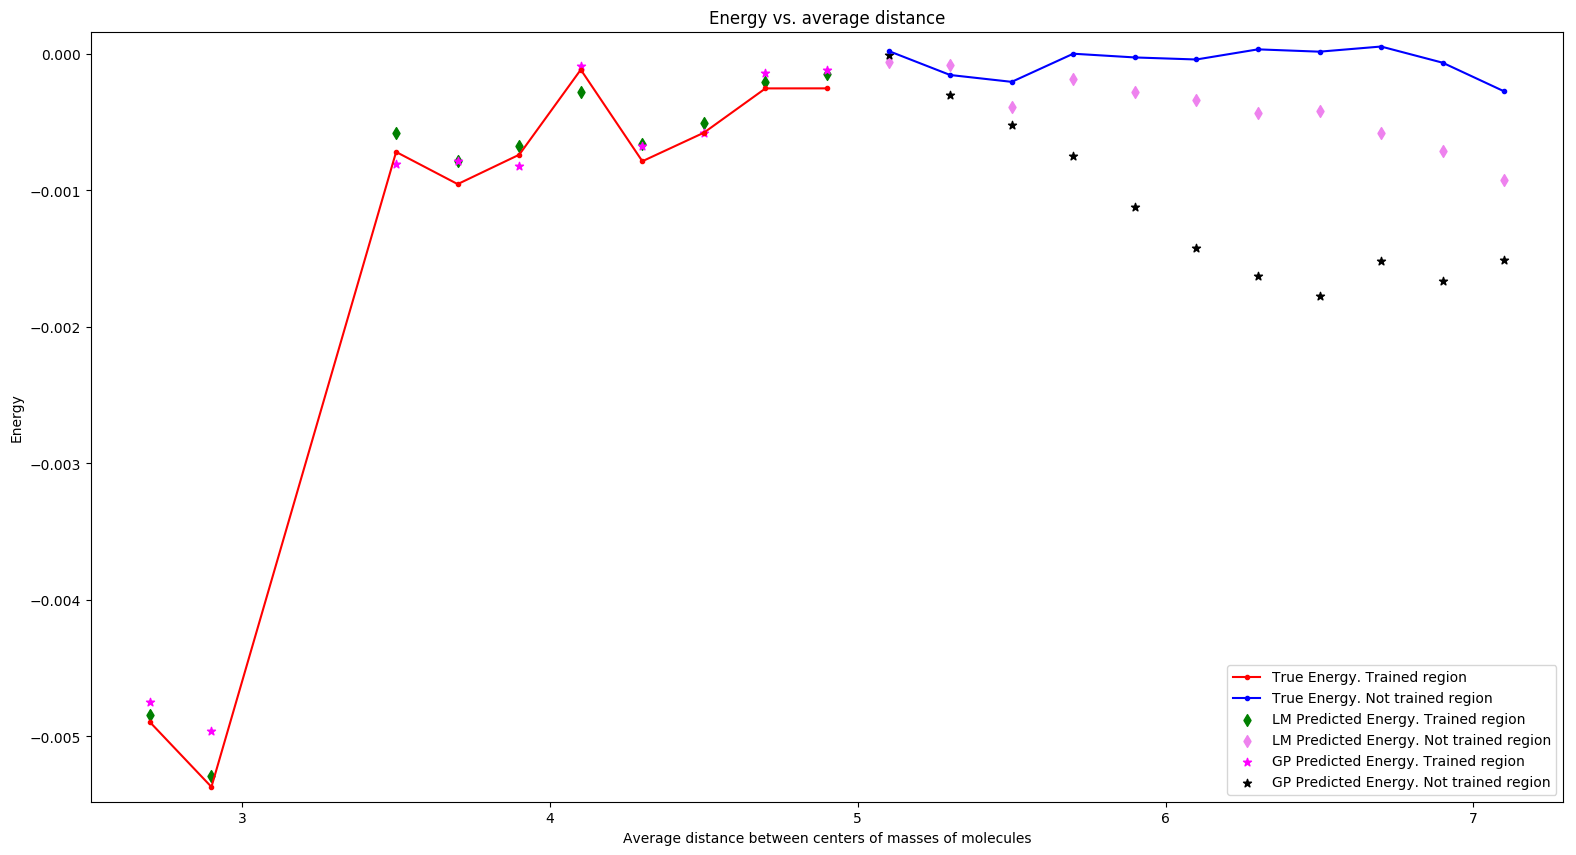 Energy vs. average distance
0.000
−0.001
−0.002
−0.003
−0.004
−0.005
Energy
3 4 5 6 7
Average distance between centers of masses of molecules
True Energy. Trained region
True Energy. Not trained region
LM Predicted Energy. Trained region
LM Predicted Energy. Not trained region
GP Predicted Energy. Trained region
GP Predicted Energy. Not trained region